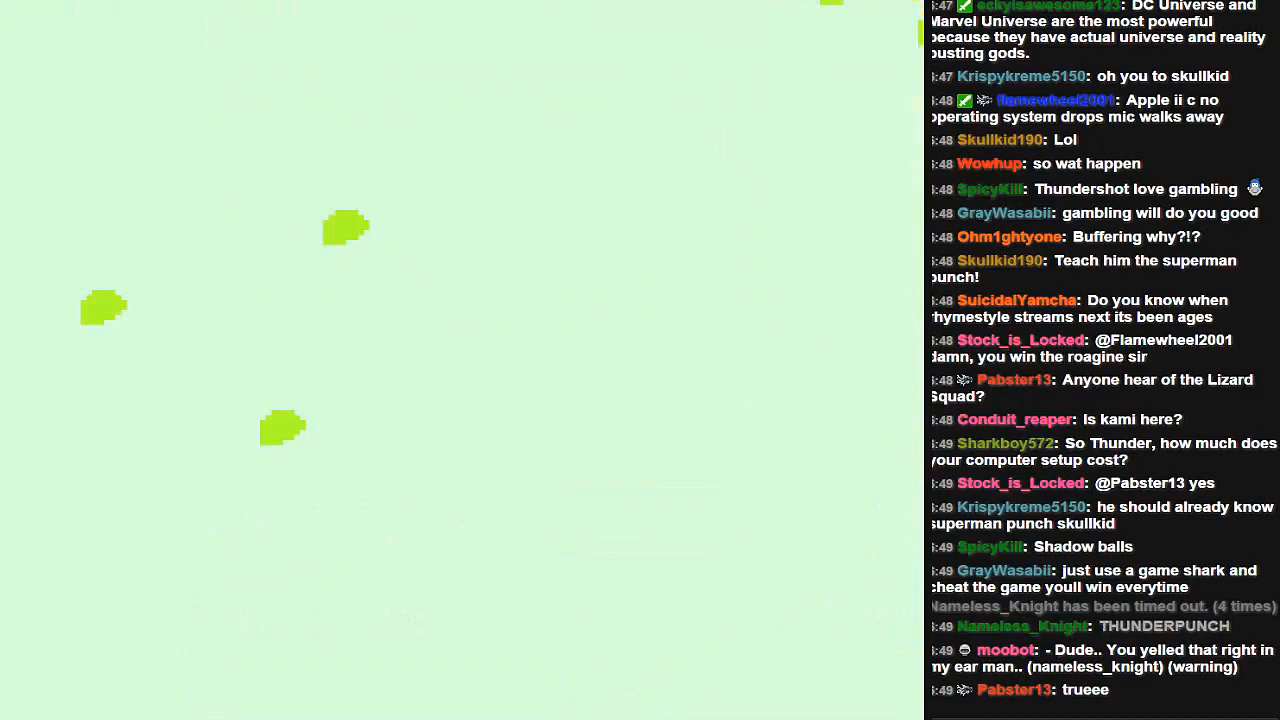 :47 eckyisawesome123: DC Universe and
Marvel Universe are the most powerful
because they have actual universe and reality
busting gods.
:47 Krispykreme5150: oh you to skullkid
:48 flamewheel2001: Apple ii c no
operating system drops mic walks away
:48 Skullkid190: Lol
:48 Wowhup: so wat happen
:48 SpicyKill: Thundershot love gambling
:48 GrayWasabii: gambling will do you good
:48 Ohm1ghtyone: Buffering why?!?
:48 Skullkid190: Teach him the superman
punch!
:48 SuicidalYamcha: Do you know when
rhymestyle streams next its been ages
:48 Stock_is_Locked: @Flamewheel2001
damn, you win the roagine sir
:48 Pabster13: Anyone hear of the Lizard
Squad?
:48 Conduit_reaper: Is kami here?
:49 Sharkboy572: So Thunder, how much does
your computer setup cost?
:49 Stock_is_Locked: @Pabster13 yes
:49 Krispykreme5150: he should already know
superman punch skullkid
:49 SpicyKill: Shadow balls
:49 GrayWasabii: just use a game shark and
cheat the game youll win everytime
Nameless_Knight has been timed out. (4 times)
:49 Nameless_Knight: THUNDERPUNCH
:49 moobot: - Dude.. You yelled that right in
my ear man.. (nameless_knight) (warning)
:49 Pabster13: trueee